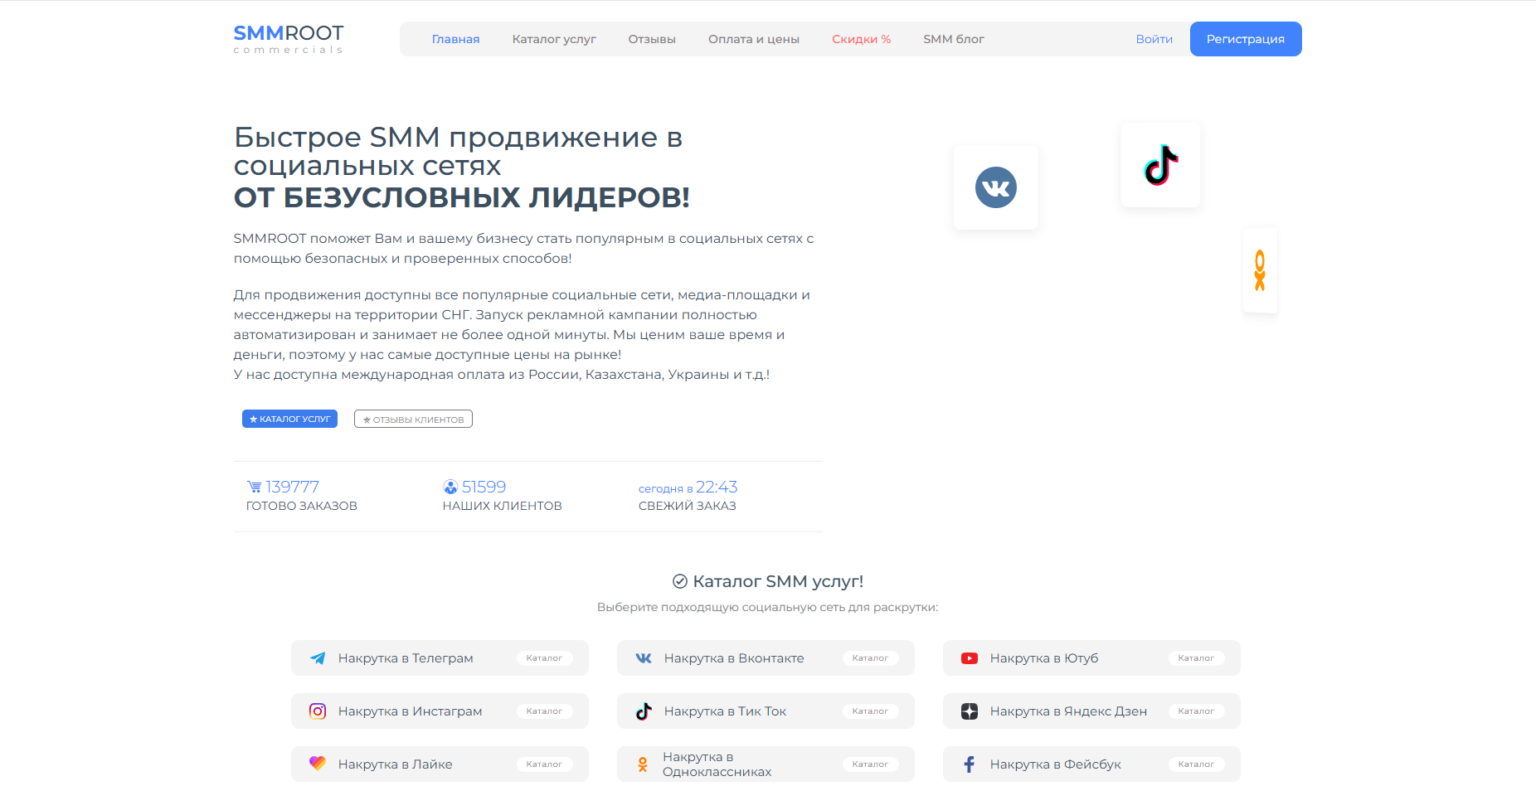 SMMROOT
commercials
Главная
Каталог услуг
Отзывы
Оплата и цены
Скидки %
SMM блог
Войти
Регистрация
Быстрое SMM продвижение в
социальных сетях
ОТ БЕЗУСЛОВНЫХ ЛИДЕРОВ!
SMMROOT поможет Вам и вашему бизнесу стать популярным в социальных сетях с
помощью безопасных и проверенных способов!
Для продвижения доступны все популярные социальные сети, медиа-площадки и
мессенджеры на территории СНГ. Запуск рекламной кампании полностью
автоматизирован и занимает не более одной минуты. Мы ценим ваше время и
деньги, поэтому у нас самые доступные цены на рынке!
У нас доступна международная оплата из России, Казахстана, Украины и т.д.!
КАТАЛОГ УСЛУГ
ОТЗЫВЫ КЛИЕНТОВ
139777
ГОТОВО ЗАКАЗОВ
51599
НАШИХ КЛИЕНТОВ
сегодня в 22:43
СВЕЖИЙ ЗАКАЗ
Каталог SMM услуг!
Выберите подходящую социальную сеть для раскрутки:
Накрутка в Телеграм
Каталог
Накрутка в Вконтакте
Каталог
Накрутка в Ютуб
Каталог
Накрутка в Инстаграм
Каталог
Накрутка в Тик Ток
Каталог
Накрутка в Яндекс Дзен
Каталог
Накрутка в Лайке
Каталог
Накрутка в
Одноклассниках
Каталог
Накрутка в Фейсбук
Каталог